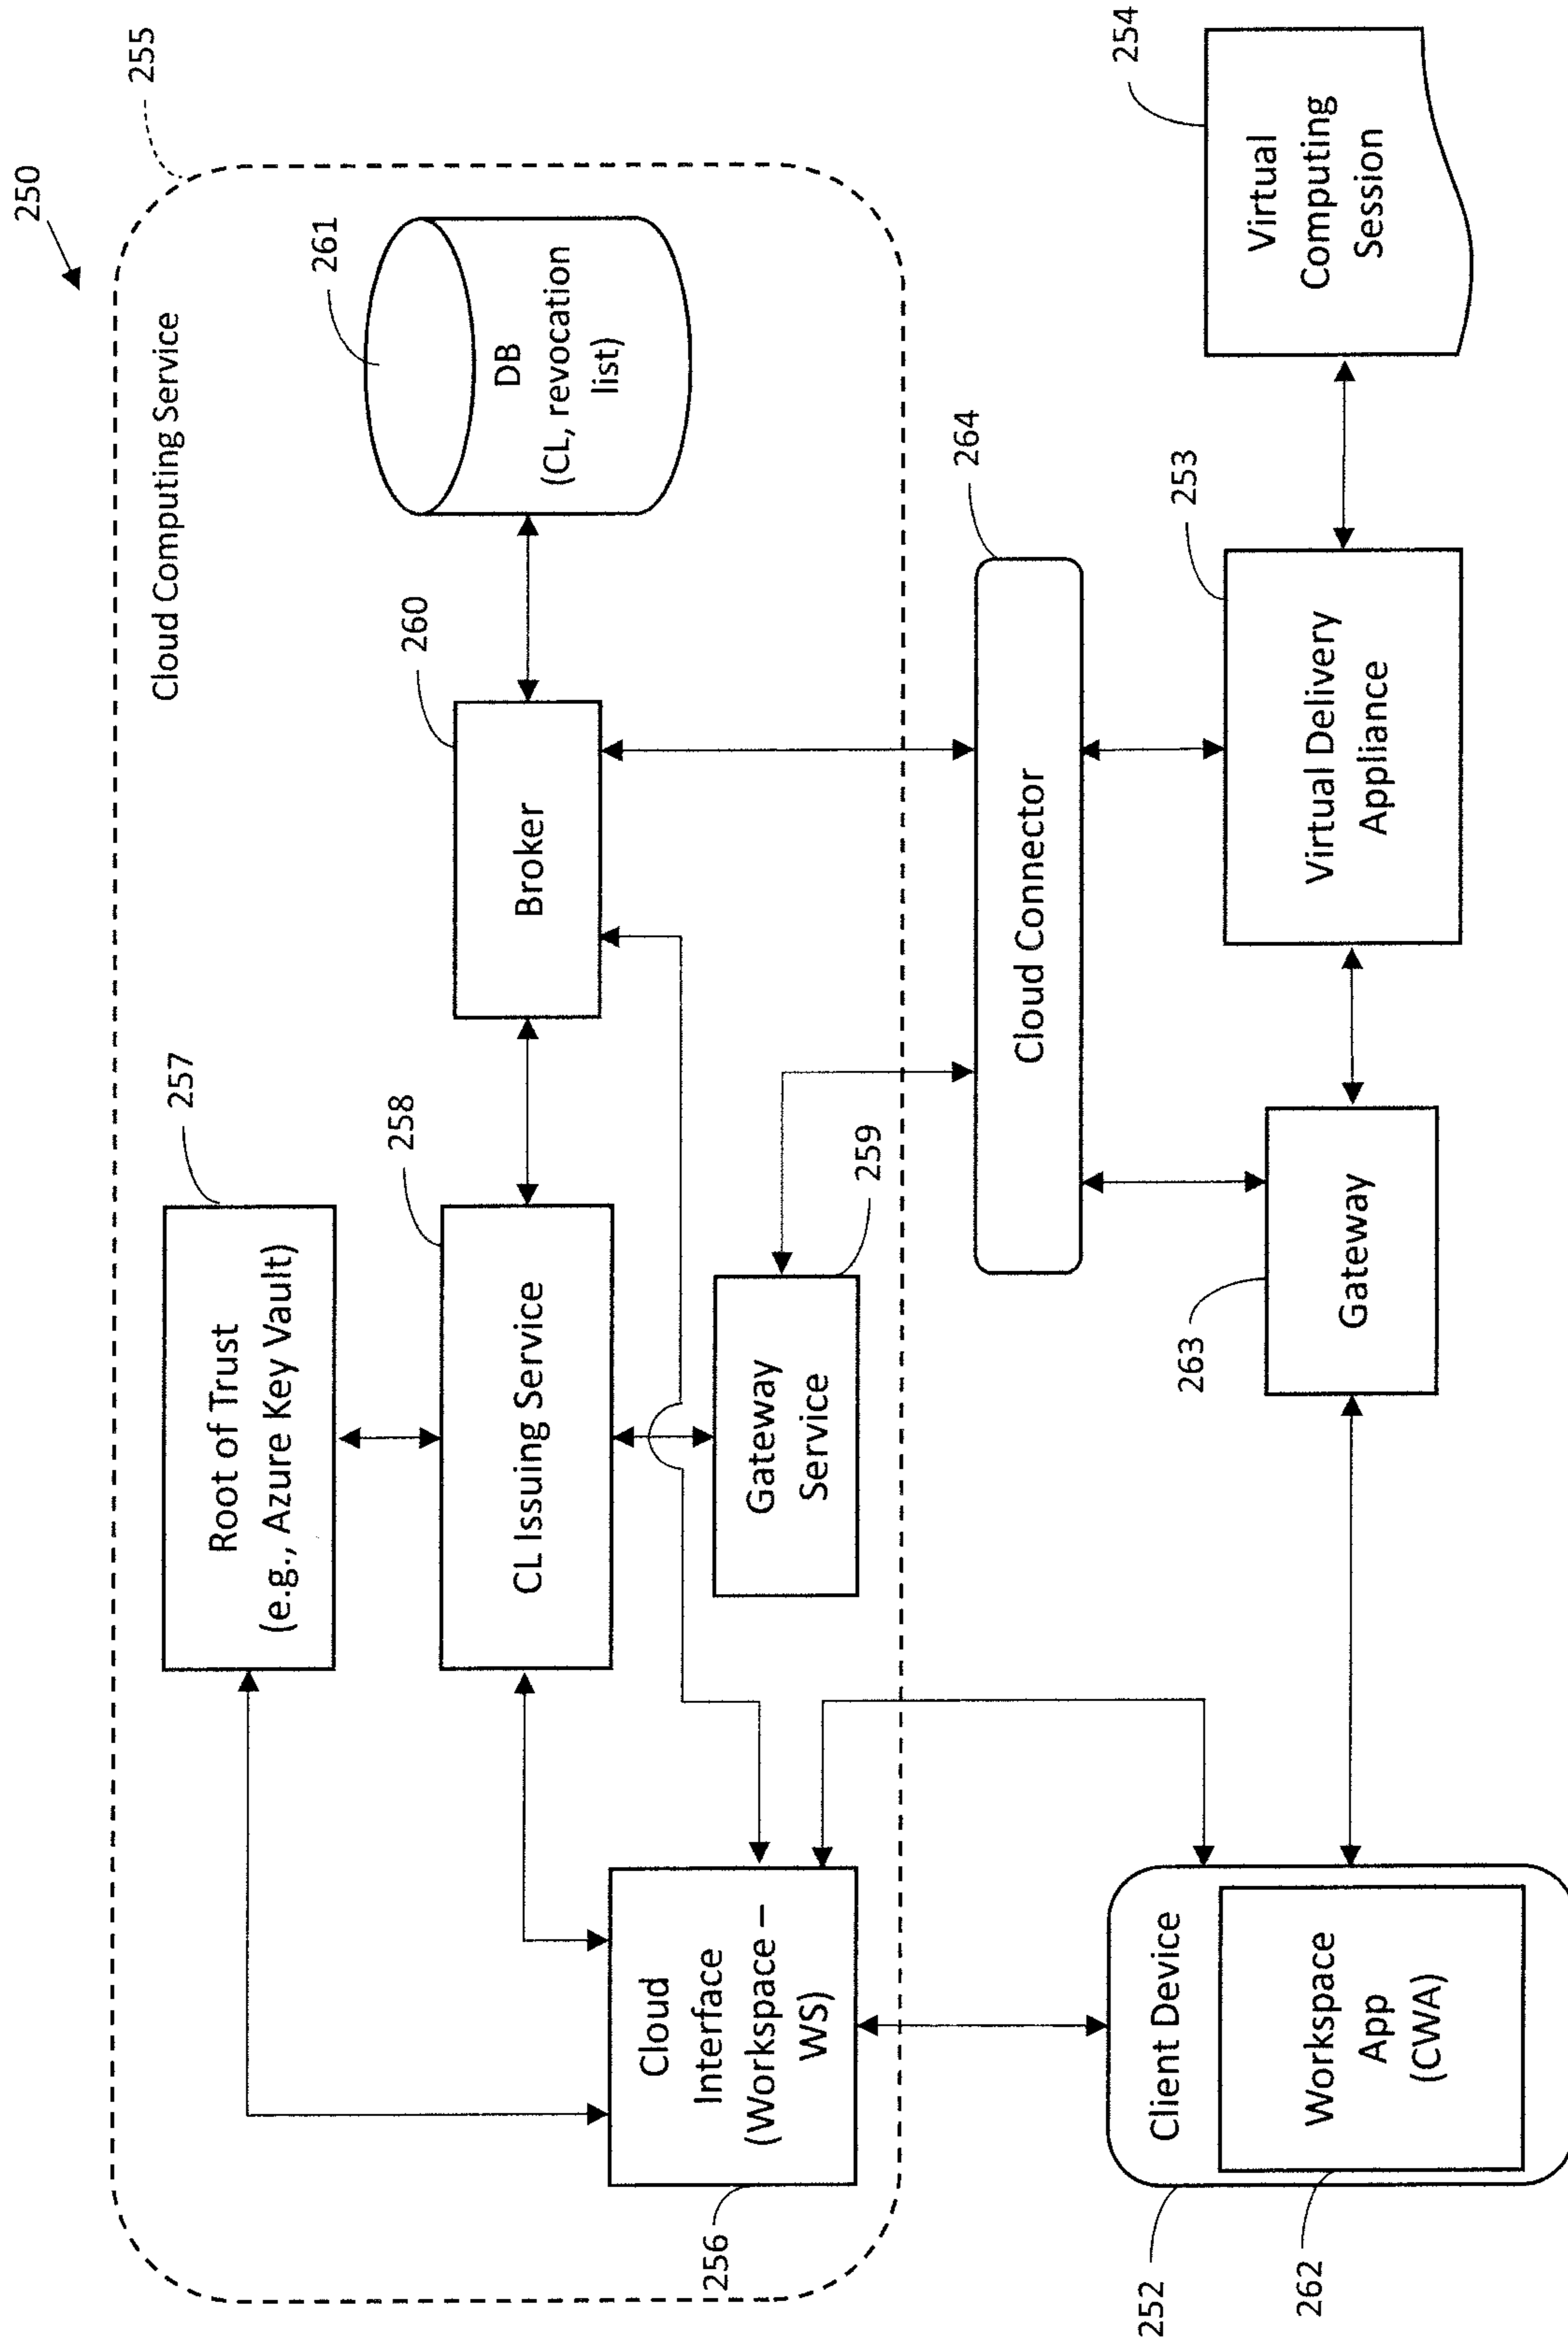 250
255
Cloud Computing Service
257
Root of Trust
(e.g., Azure Key Vault)
258
CL Issuing Service
260
Broker
261
DB
(CL, revocation
list)
256
Cloud
Interface
(Workspace –
WS)
Gateway
Service
259
264
Cloud Connector
252
Client Device
262
Workspace
App
(CWA)
263
Gateway
253
Virtual Delivery
Appliance
254
Virtual
Computing
Session